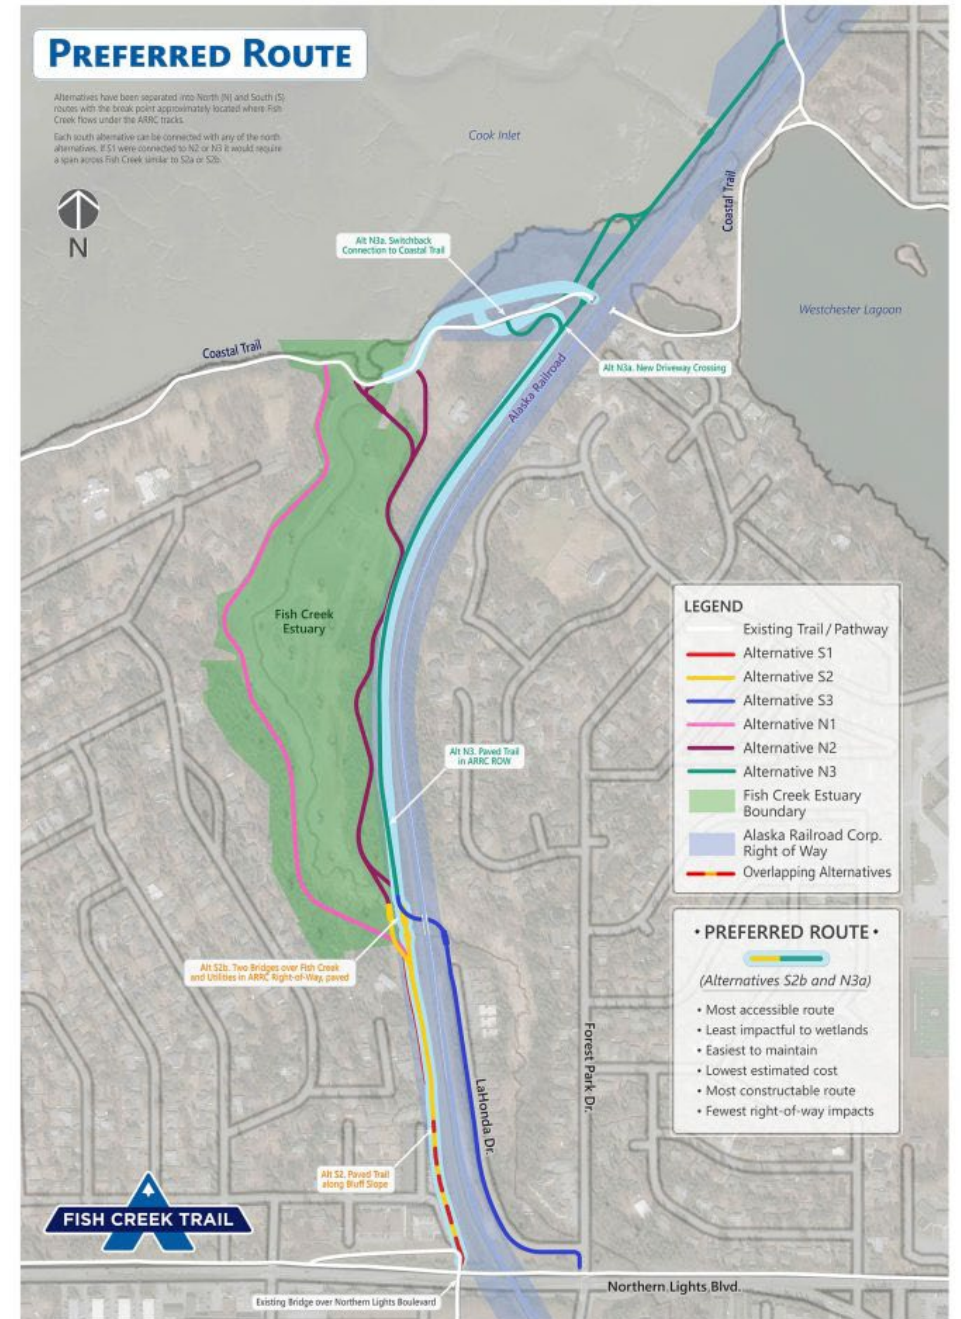 PREFERRED ROUTE
Alternatives have been separated into North (N) and South (S)
routes with the break point approximately located where Fish
Creek flows under the ARRC tracks.
Each south alternative can be connected with any of the north
alternatives. If S1 were connected to N2 or N3 it would require
a span across Fish Creek similar to S2a or S2b.
N
Cook Inlet
Coastal Trail
Alt N3a. Switchback
Connection to Coastal Trail
Westchester Lagoon
Coastal Trail
Alt N3a. New Driveway Crossing
Alaska Railroad
Fish Creek
Estuary
LEGEND
Existing Trail / Pathway
Alternative S1
Alternative S2
Alternative S3
Alternative N1
Alternative N2
Alternative N3
Fish Creek Estuary
Boundary
Alaska Railroad Corp.
Right of Way
Overlapping Alternatives
Alt N3. Paved Trail
in ARRC ROW
• PREFERRED ROUTE •
(Alternatives S2b and N3a)
• Most accessible route
• Least impactful to wetlands
• Easiest to maintain
• Lowest estimated cost
• Most constructable route
• Fewest right-of-way impacts
Alt S2b. Two Bridges over Fish Creek
and Utilities in ARRC Right-of-Way, paved
Forest Park Dr.
LaHonda Dr.
Alt S2. Paved Trail
along Bluff Slope
FISH CREEK TRAIL
Northern Lights Blvd.
Existing Bridge over Northern Lights Boulevard